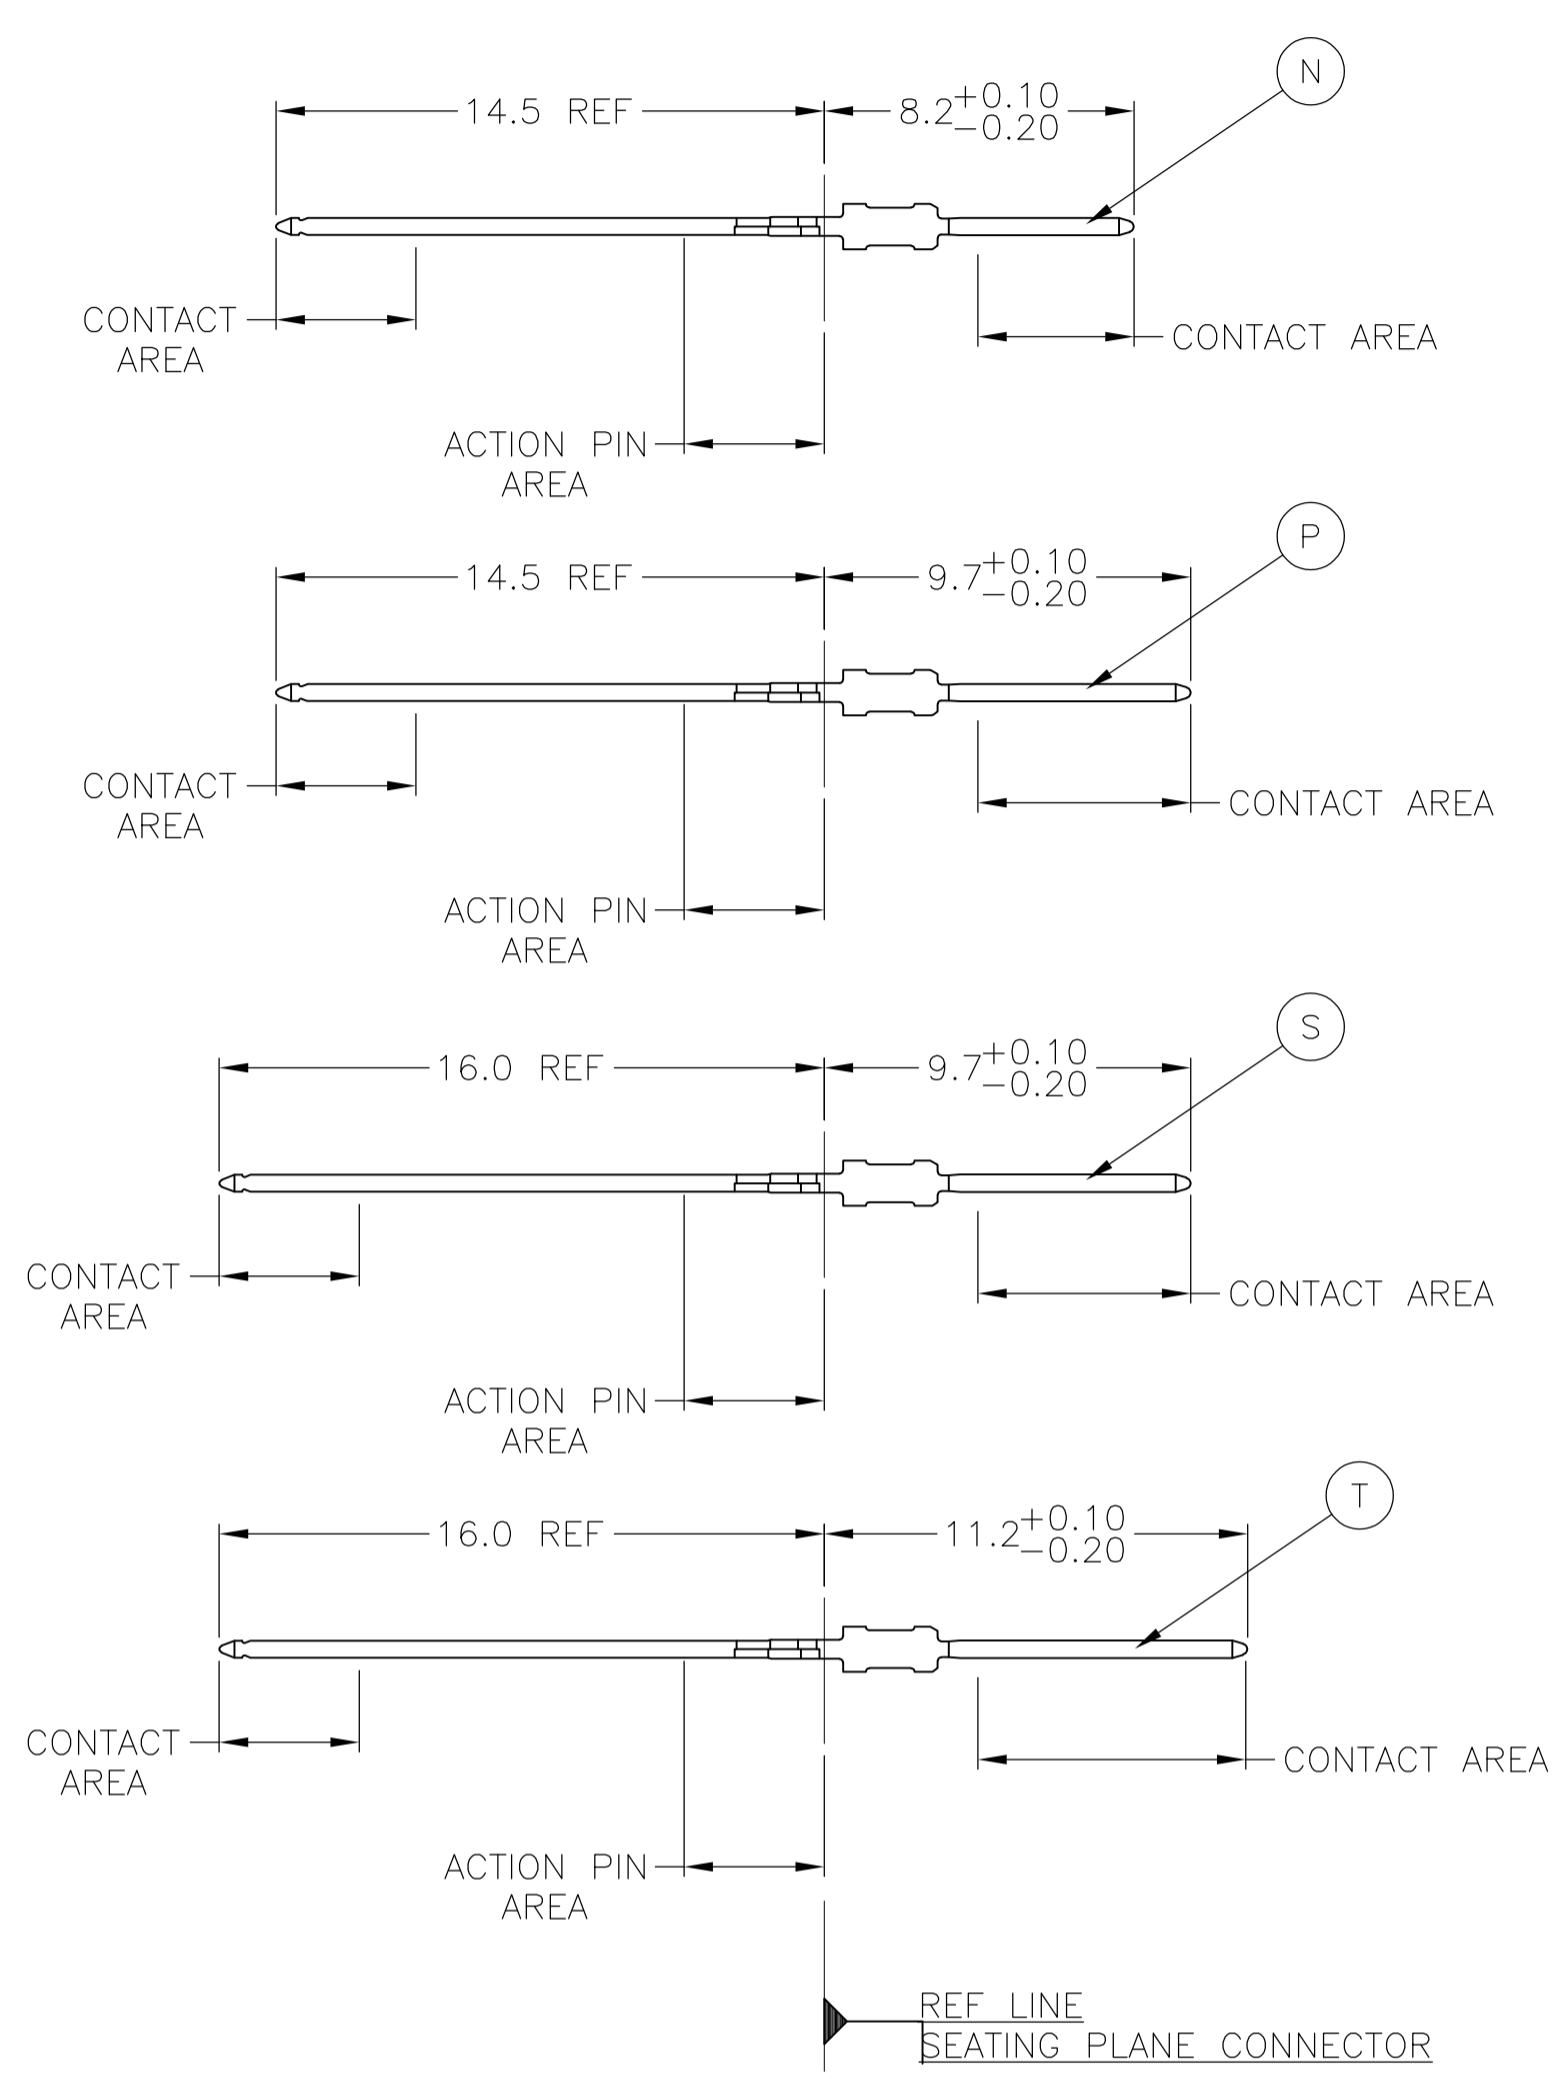 N
14.5 REF
8.2 +0.10
-0.20
CONTACT
AREA
CONTACT AREA
ACTION PIN
AREA
P
14.5 REF
9.7 +0.10
-0.20
CONTACT
AREA
CONTACT AREA
ACTION PIN
AREA
S
16.0 REF
9.7 +0.10
-0.20
CONTACT
AREA
CONTACT AREA
ACTION PIN
AREA
T
16.0 REF
11.2 +0.10
-0.20
CONTACT
AREA
CONTACT AREA
ACTION PIN
AREA
REF LINE
SEATING PLANE CONNECTOR